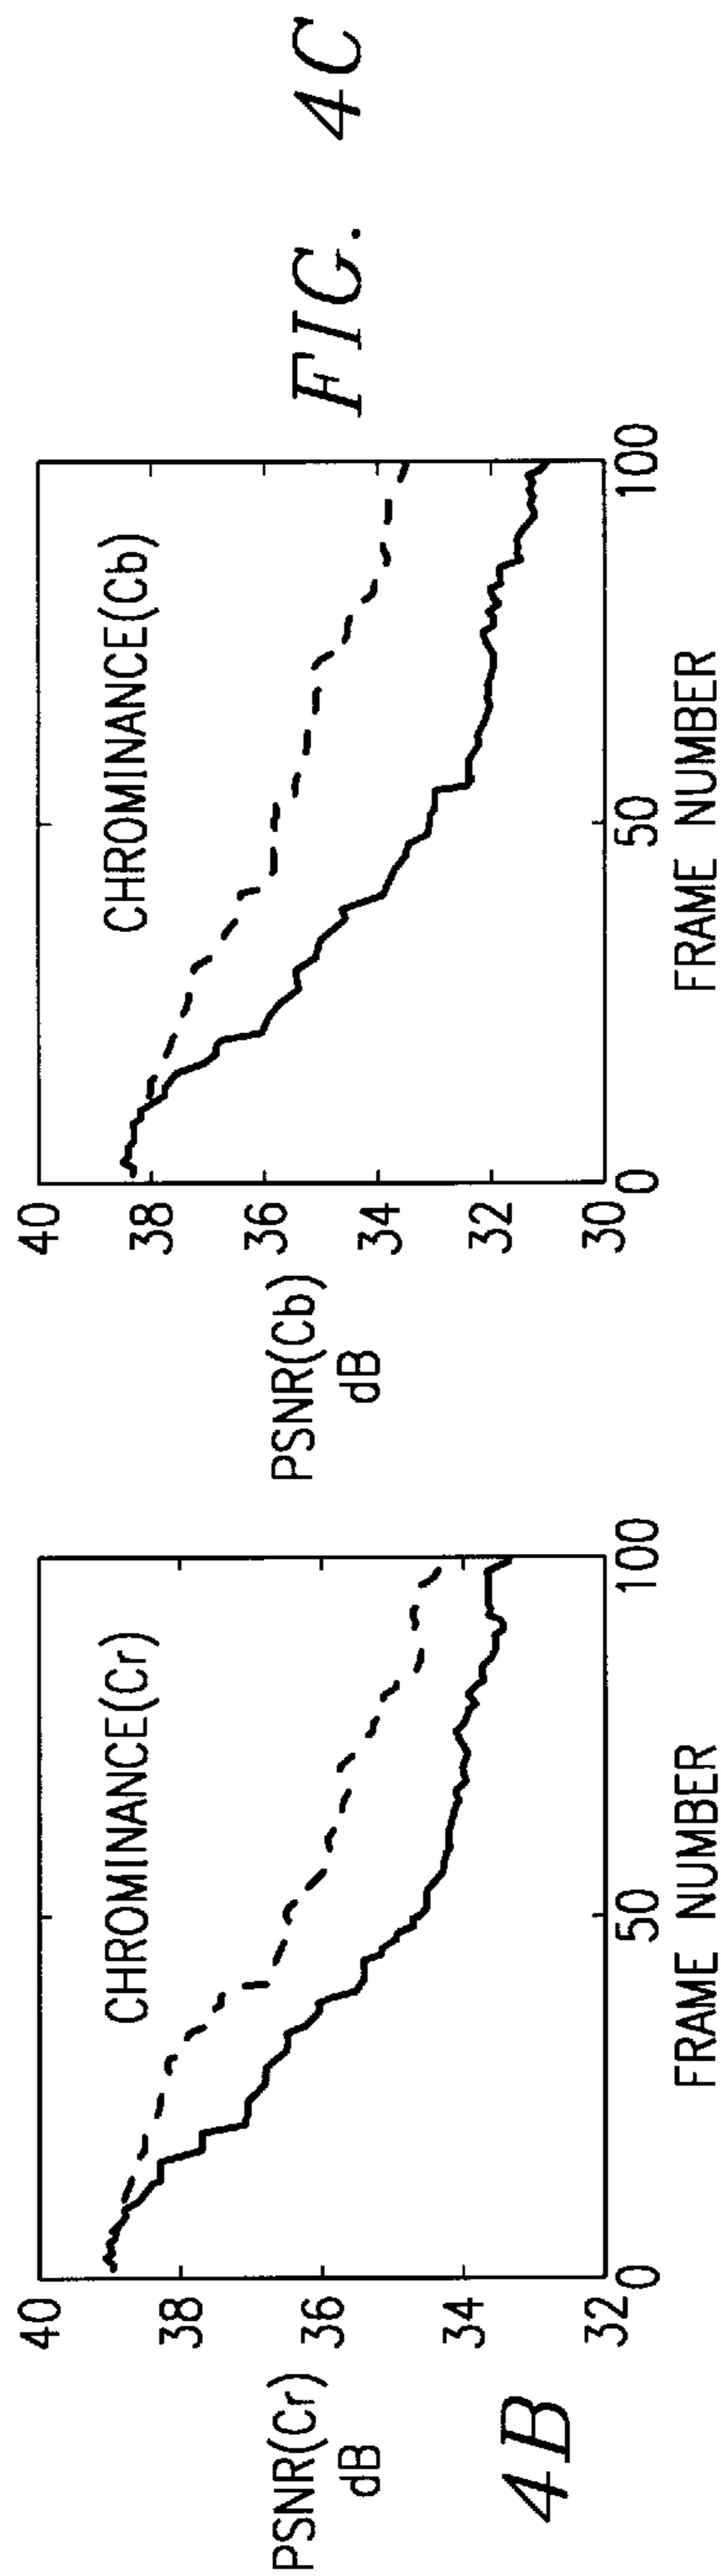 40
38
36
34
32
PSNR(Cr)
dB
CHROMINANCE(Cr)
0
50
100
FRAME NUMBER
4B
40
38
36
34
32
30
PSNR(Cb)
dB
CHROMINANCE(Cb)
0
50
100
FRAME NUMBER
FIG. 4C